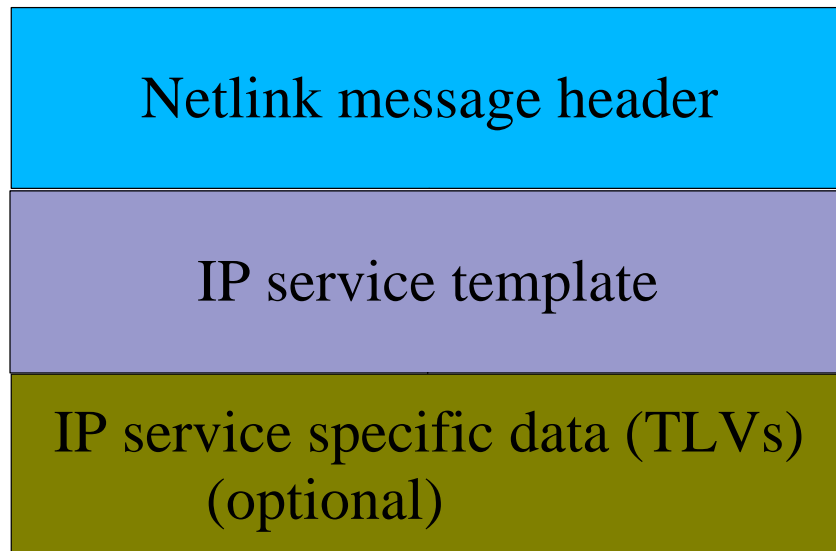 Netlink message header
IP service template
IP service specific data (TLVs)
(optional)